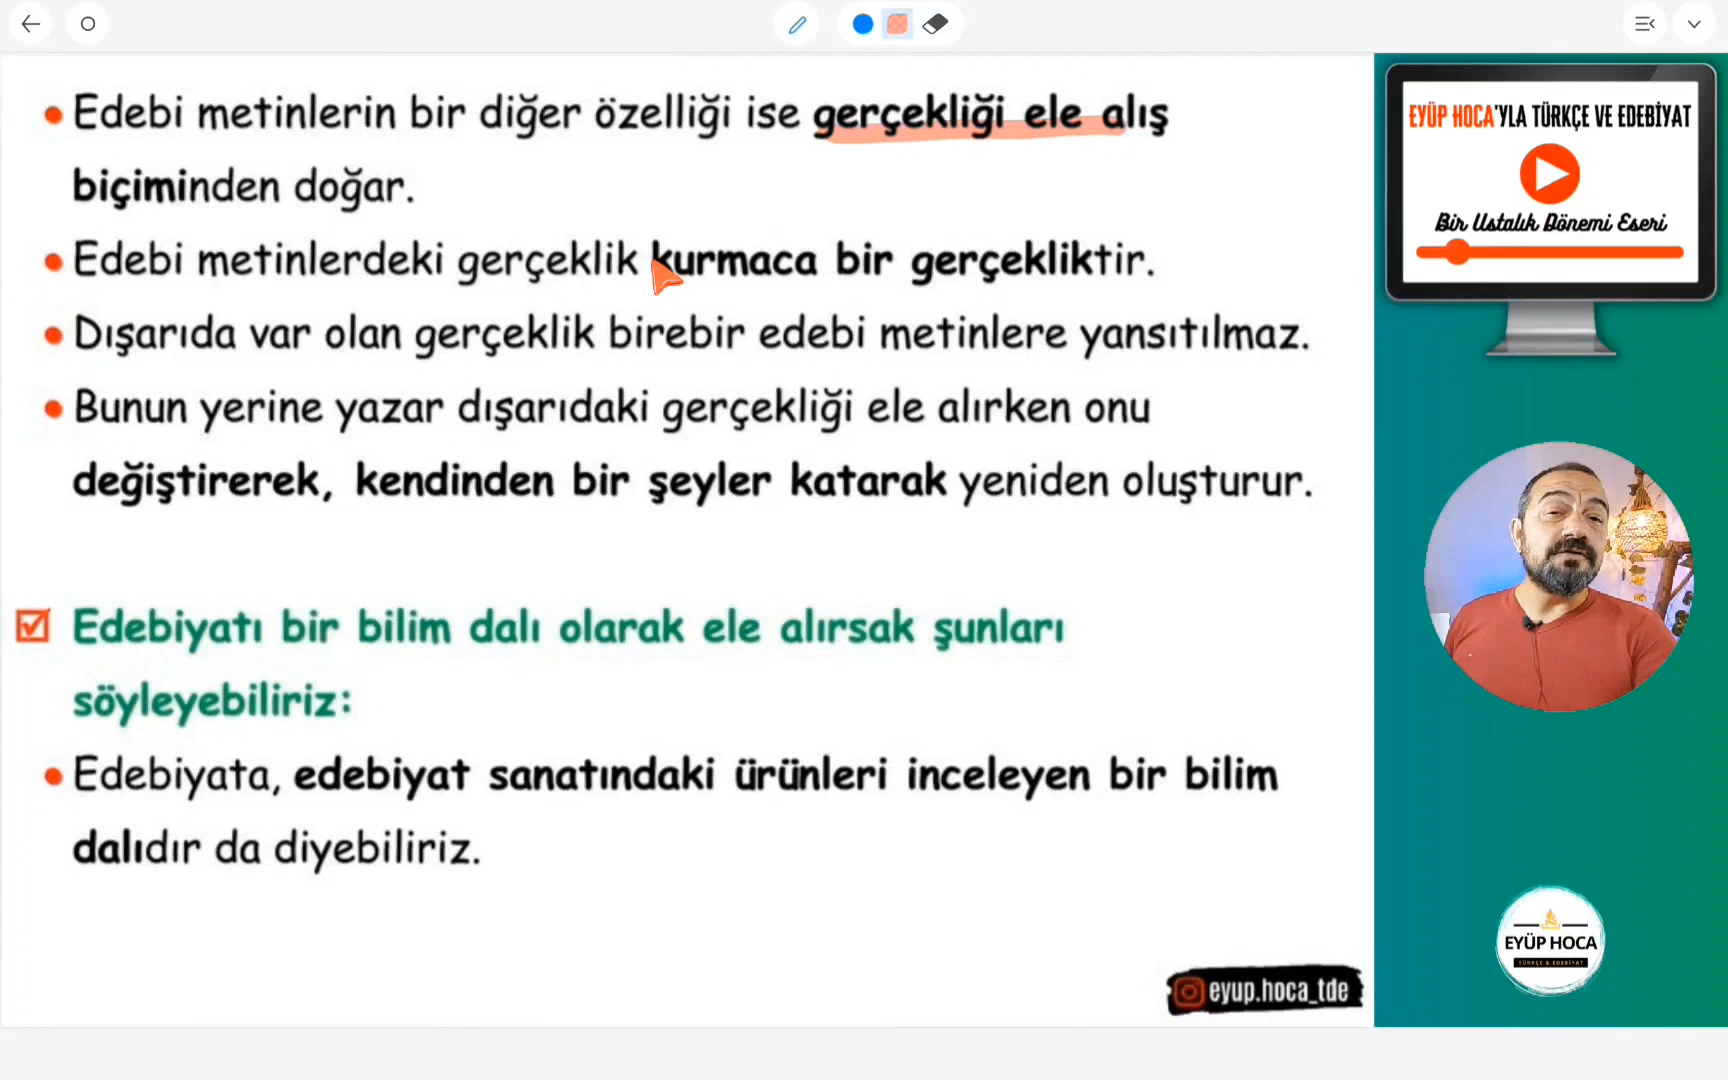 Edebi metinlerin bir diğer özelliği ise gerçekliği ele alış
biçiminden doğar.
Edebi metinlerdeki gerçeklik kurmaca bir gerçekliktir.
Dışarıda var olan gerçeklik birebir edebi metinlere yansıtılmaz.
Bunun yerine yazar dışarıdaki gerçekliği ele alırken onu
değiştirerek, kendinden bir şeyler katarak yeniden oluşturur.
Edebiyatı bir bilim dalı olarak ele alırsak şunları
söyleyebiliriz:
Edebiyata, edebiyat sanatındaki ürünleri inceleyen bir bilim
dalıdır da diyebiliriz.
eyup.hoca_tde
EYÜP HOCA'YLA TÜRKÇE VE EDEBİYAT
Bir Ustalık Dönemi Eseri
EYÜP HOCA
TÜRKÇE & EDEBİYAT